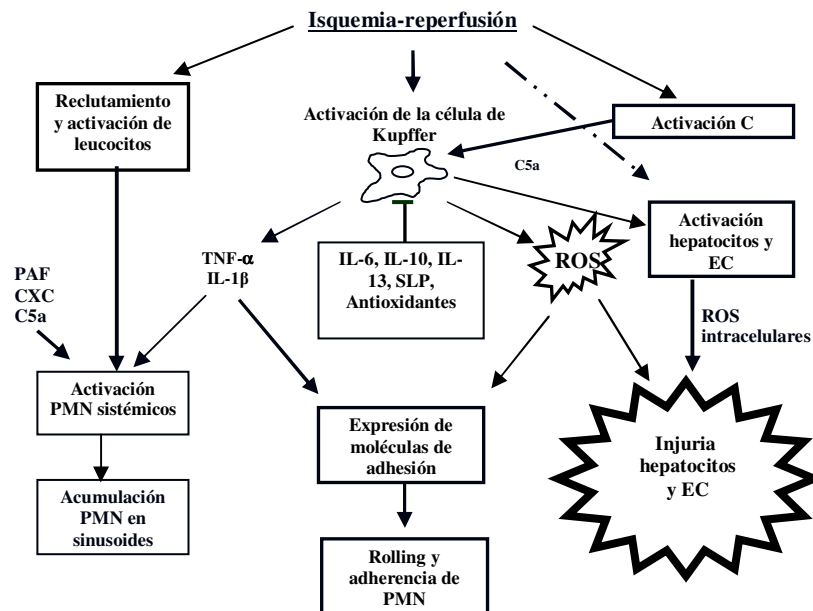 Isquemia-reperfusión
Reclutamiento
y activación de
leucocitos
Activación de la célula de
Kupffer
Activación C
C5a
Activación
hepatocitos y
EC
TNF-α
IL-1β
IL-6, IL-10, IL-
13, SLP,
Antioxidantes
ROS
PAF
CXC
C5a
ROS
intracelulares
Activación
PMN sistémicos
Expresión de
moléculas de
adhesión
Injuria
hepatocitos
y EC
Acumulación
PMN en
sinusoides
Rolling y
adherencia de
PMN